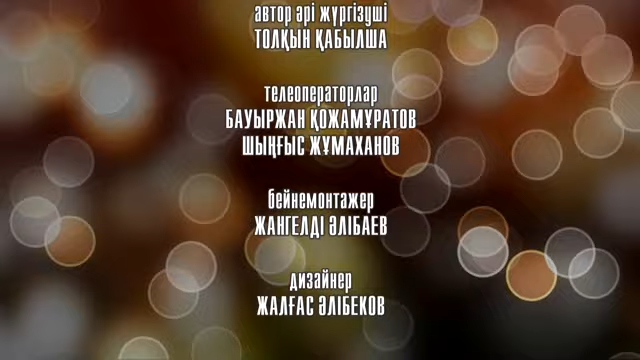 автор әрі жүргізуші
ТОЛҚЫН ҚАБЫЛША
телеоператорлар
БАУЫРЖАН ҚОЖАМҰРАТОВ
ШЫҢҒЫС ЖҰМАХАНОВ
бейнемонтажер
ЖАНГЕЛДІ ӘЛІБАЕВ
дизайнер
ЖАЛҒАС ӘЛІБЕКОВ